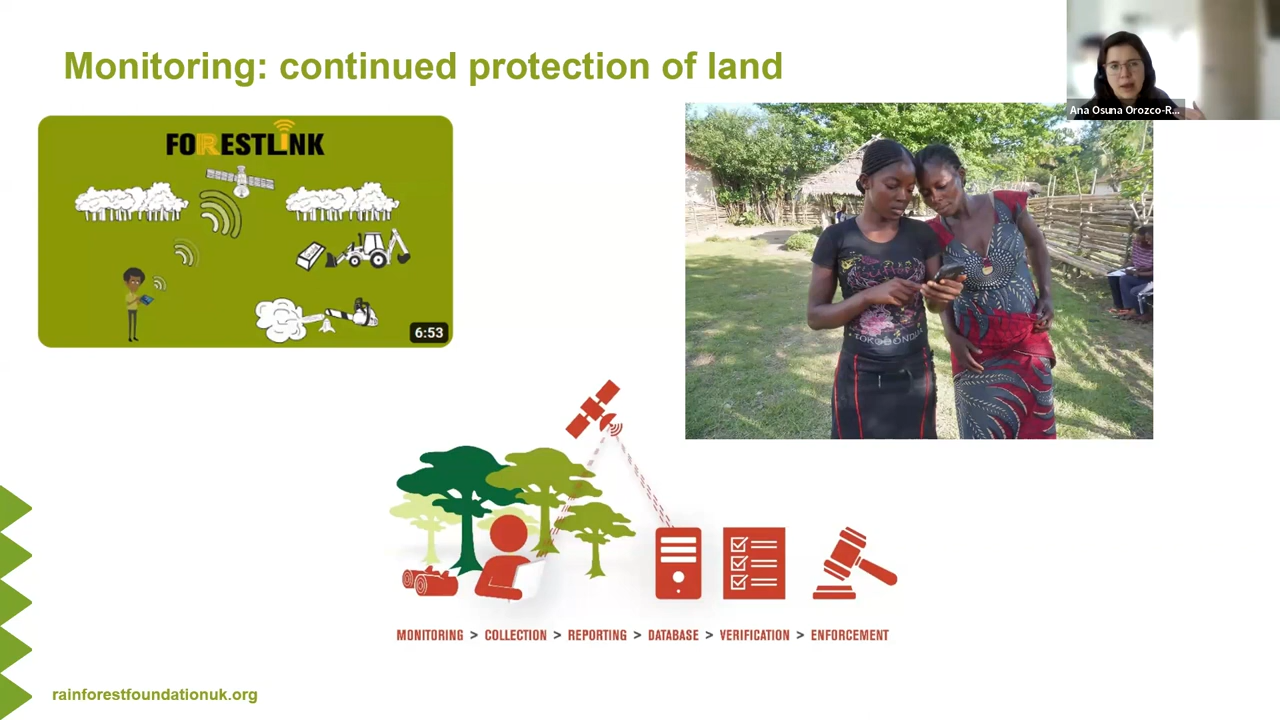 Monitoring: continued protection of land
Ana Osuna Orozco-R...
FORESTLINK
6:53
MONITORING > COLLECTION > REPORTING > DATABASE > VERIFICATION > ENFORCEMENT
rainforestfoundationuk.org